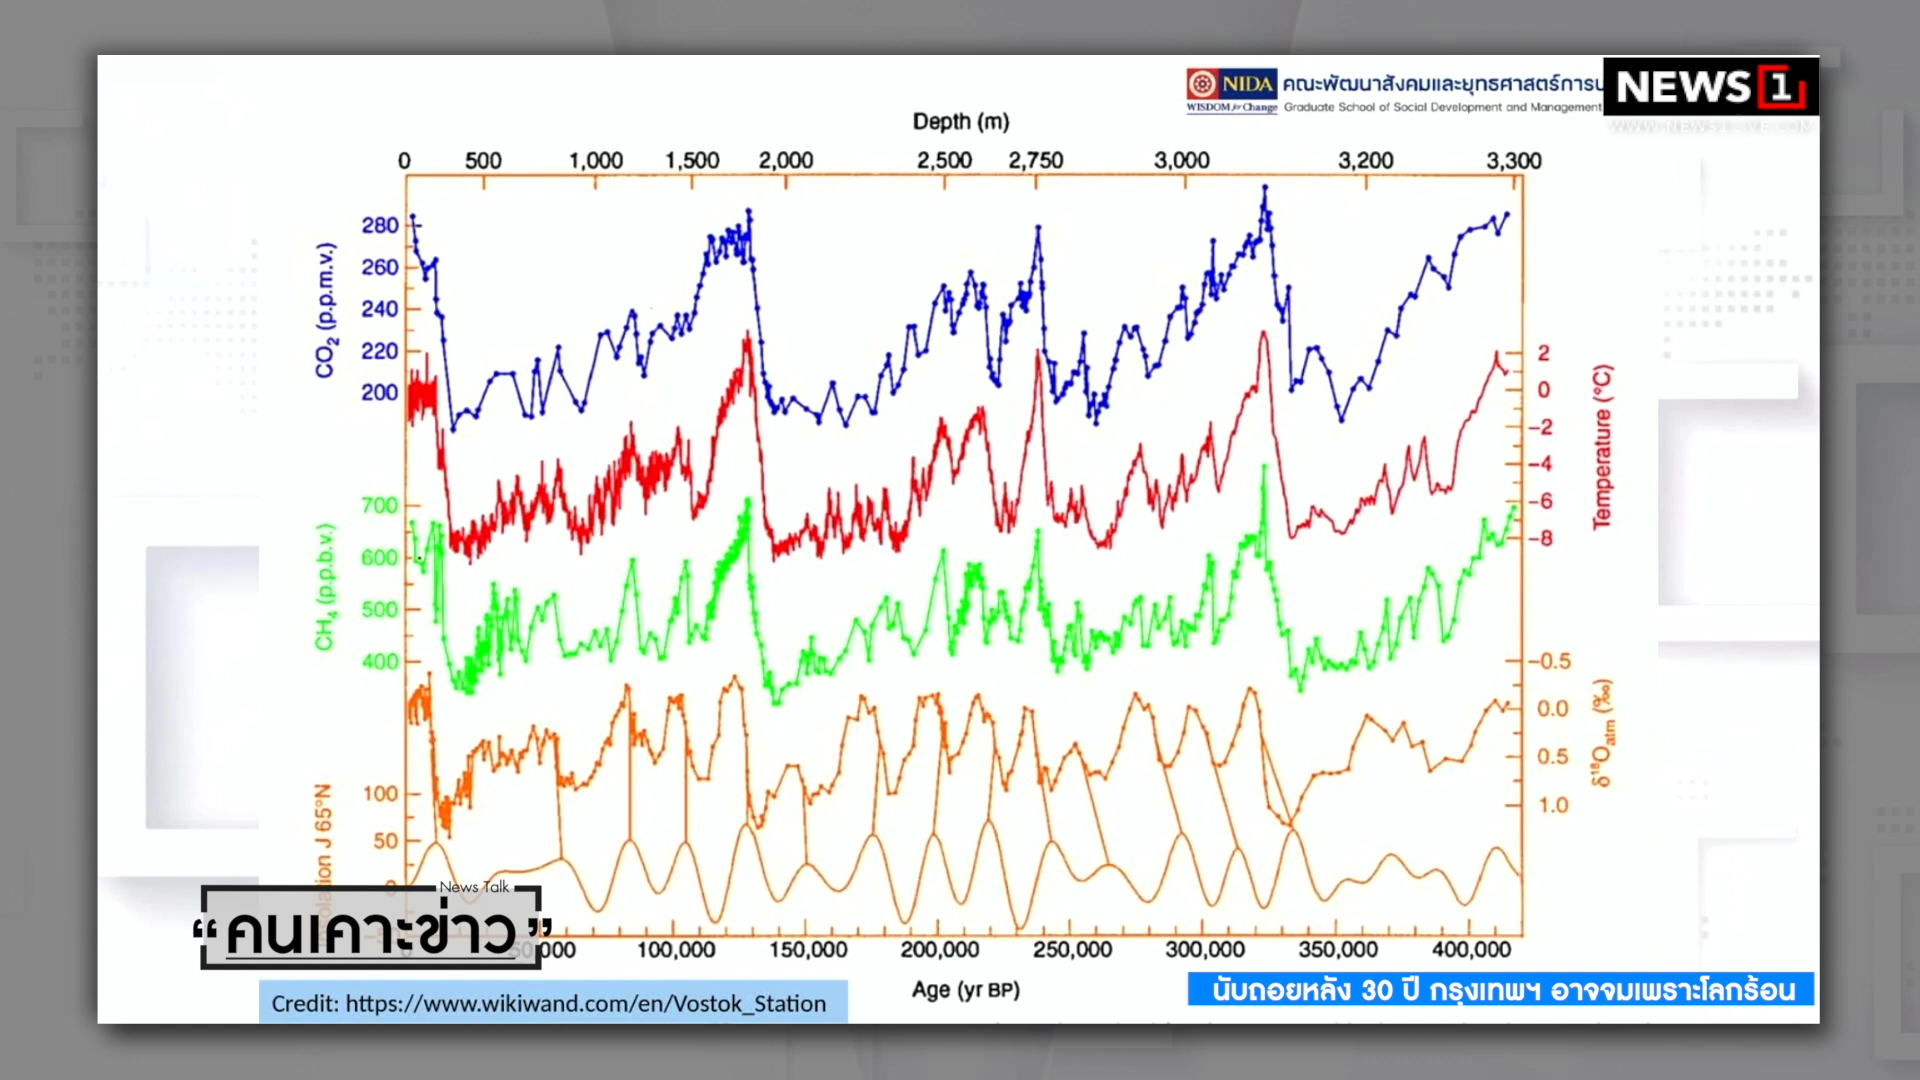 NIDA
WISDOM for Change
คณะพัฒนาสังคมและยุทธศาสตร์การบ
Graduate School of Social Development and Management
NEWS 1
Depth (m)
0 500 1,000 1,500 2,000 2,500 2,750 3,000 3,200 3,300
CO2 (p.p.m.v.)
280
260
240
220
200
2
0
−2
−4
−6
−8
Temperature (°C)
CH4 (p.p.b.v.)
700
600
500
400
−0.5
0.0
0.5
1.0
δ18Oatm (‰)
100
50
J 65°N
News Talk
“คนเคาะข่าว”
100,000 150,000 200,000 250,000 300,000 350,000 400,000
Age (yr BP)
Credit: https://www.wikiwand.com/en/Vostok_Station
นับถอยหลัง 30 ปี กรุงเทพฯ อาจจมเพราะโลกร้อน